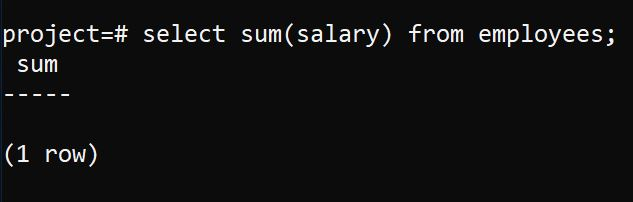 project=# select sum(salary) from employees;
 sum
-----

(1 row)